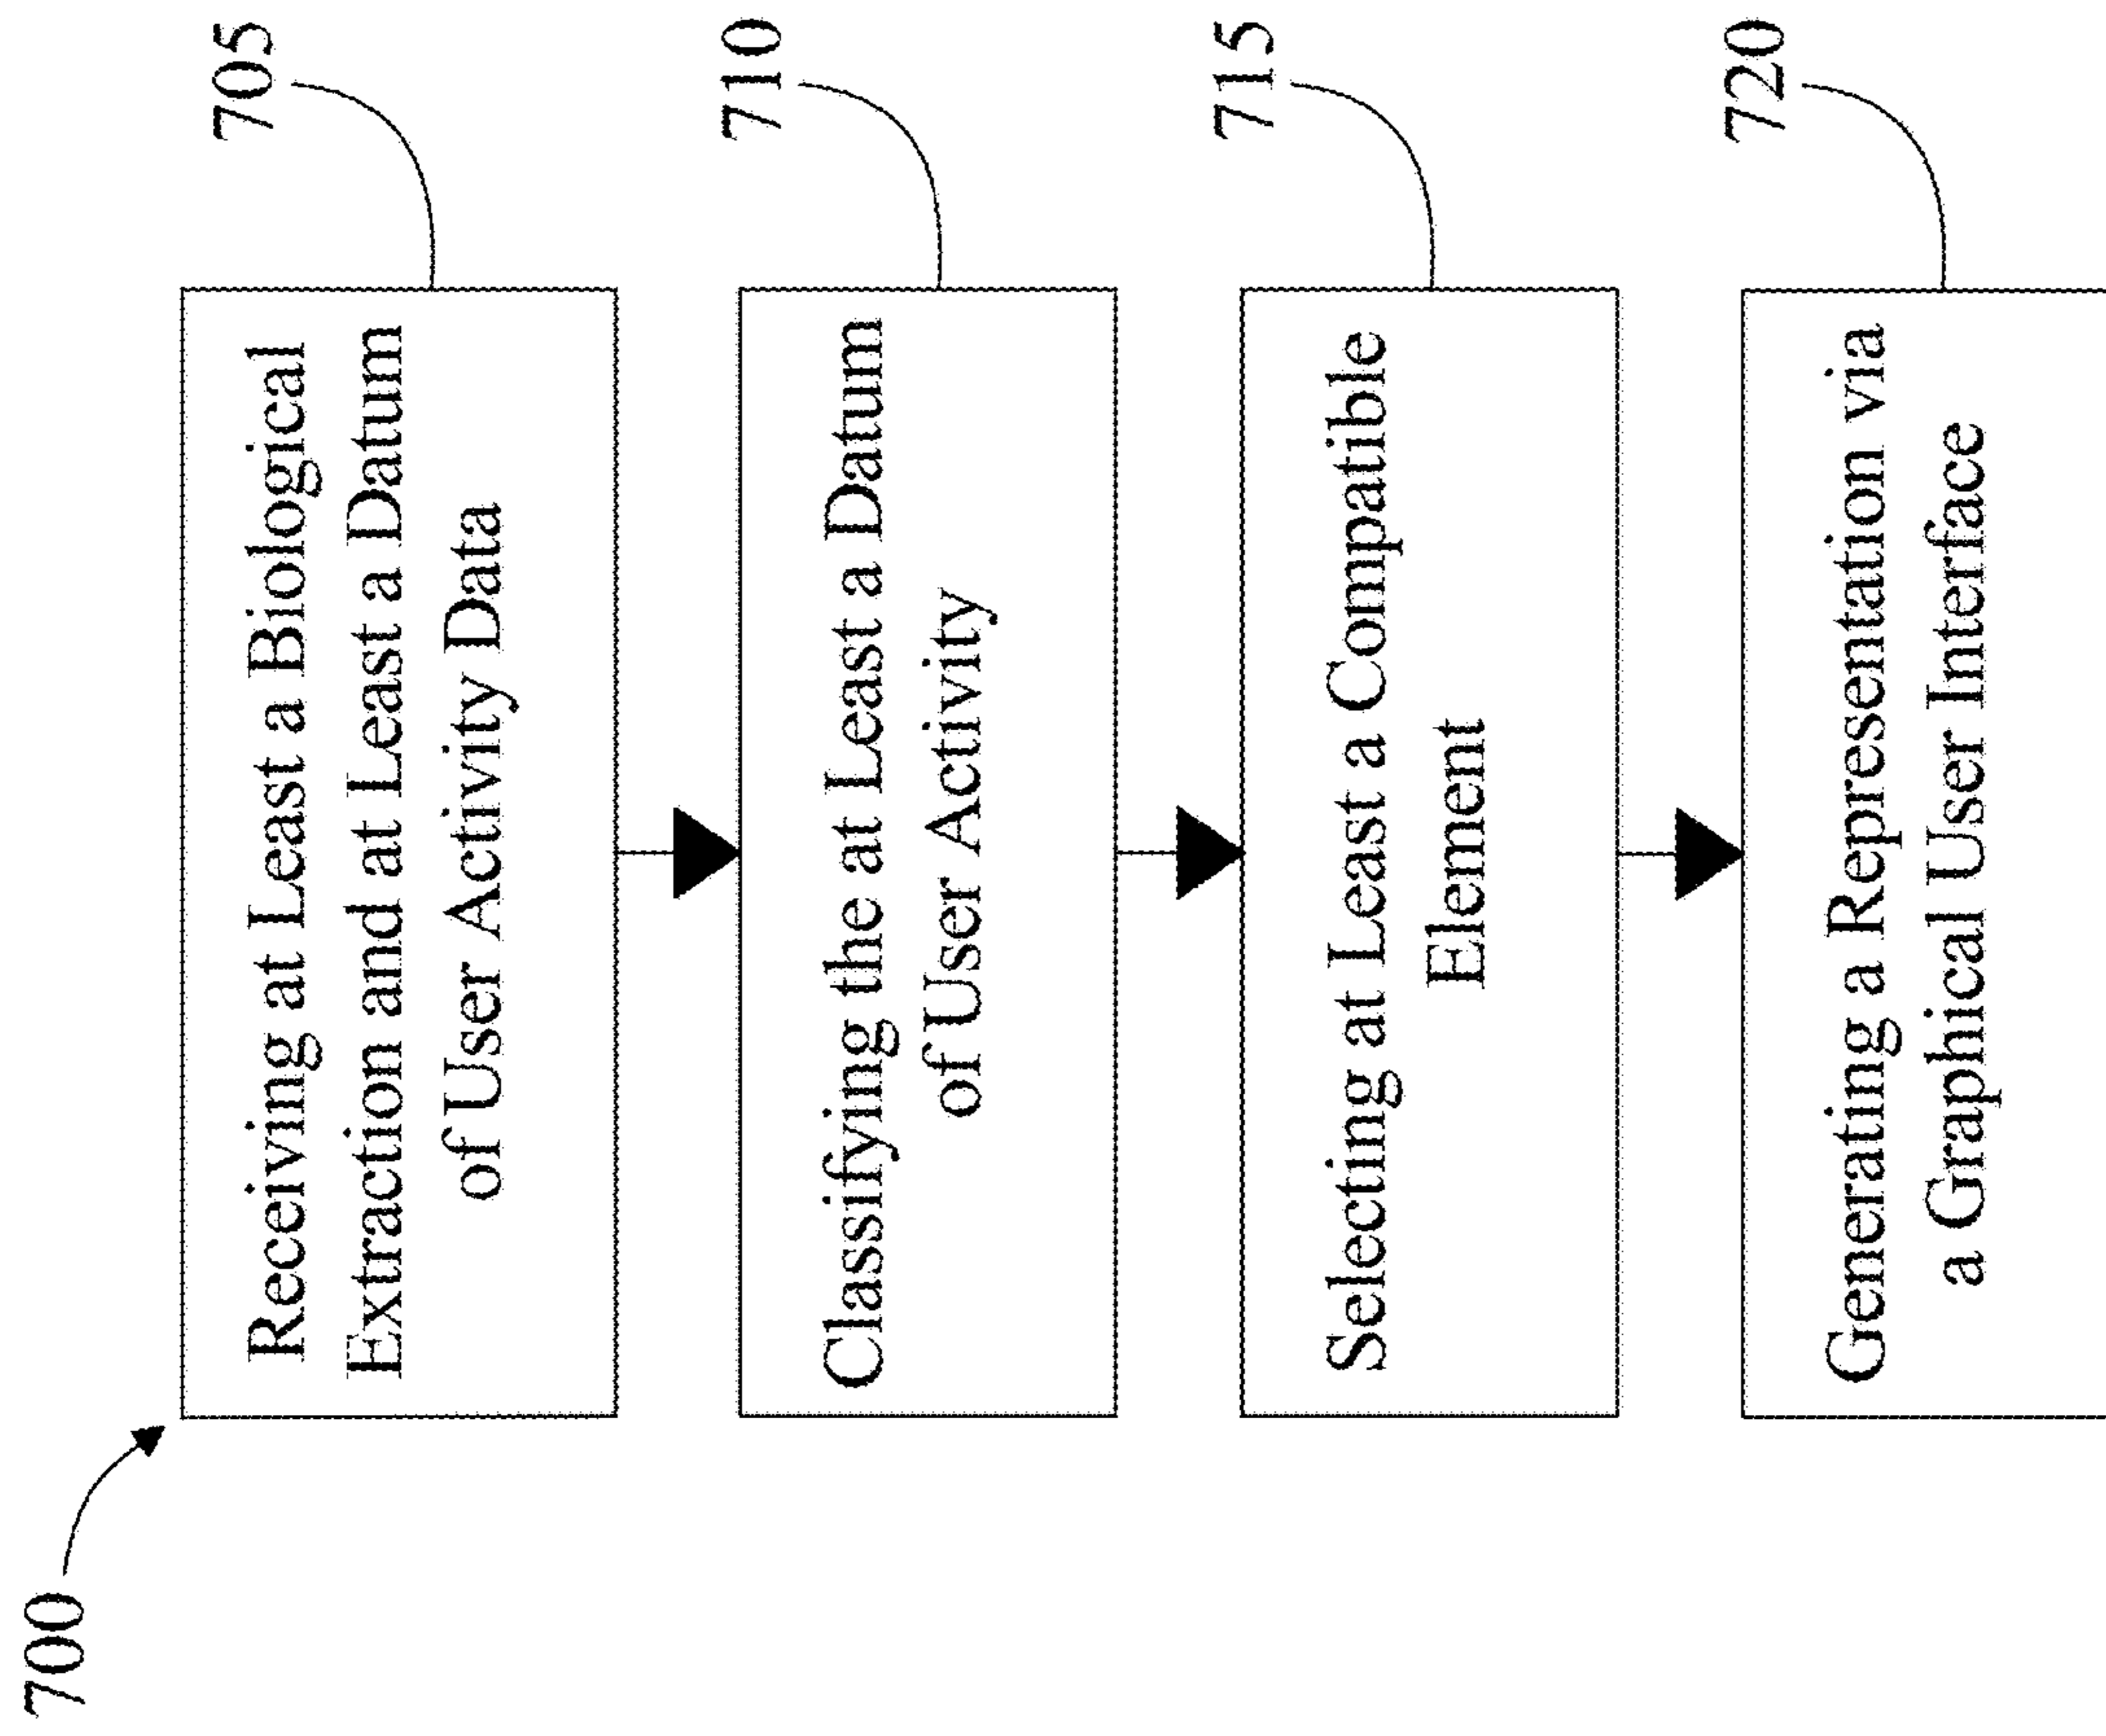 700
705
Receiving at Least a Biological
Extraction and at Least a Datum
of User Activity Data
710
Classifying the at Least a Datum
of User Activity
715
Selecting at Least a Compatible
Element
720
Generating a Representation via
a Graphical User Interface